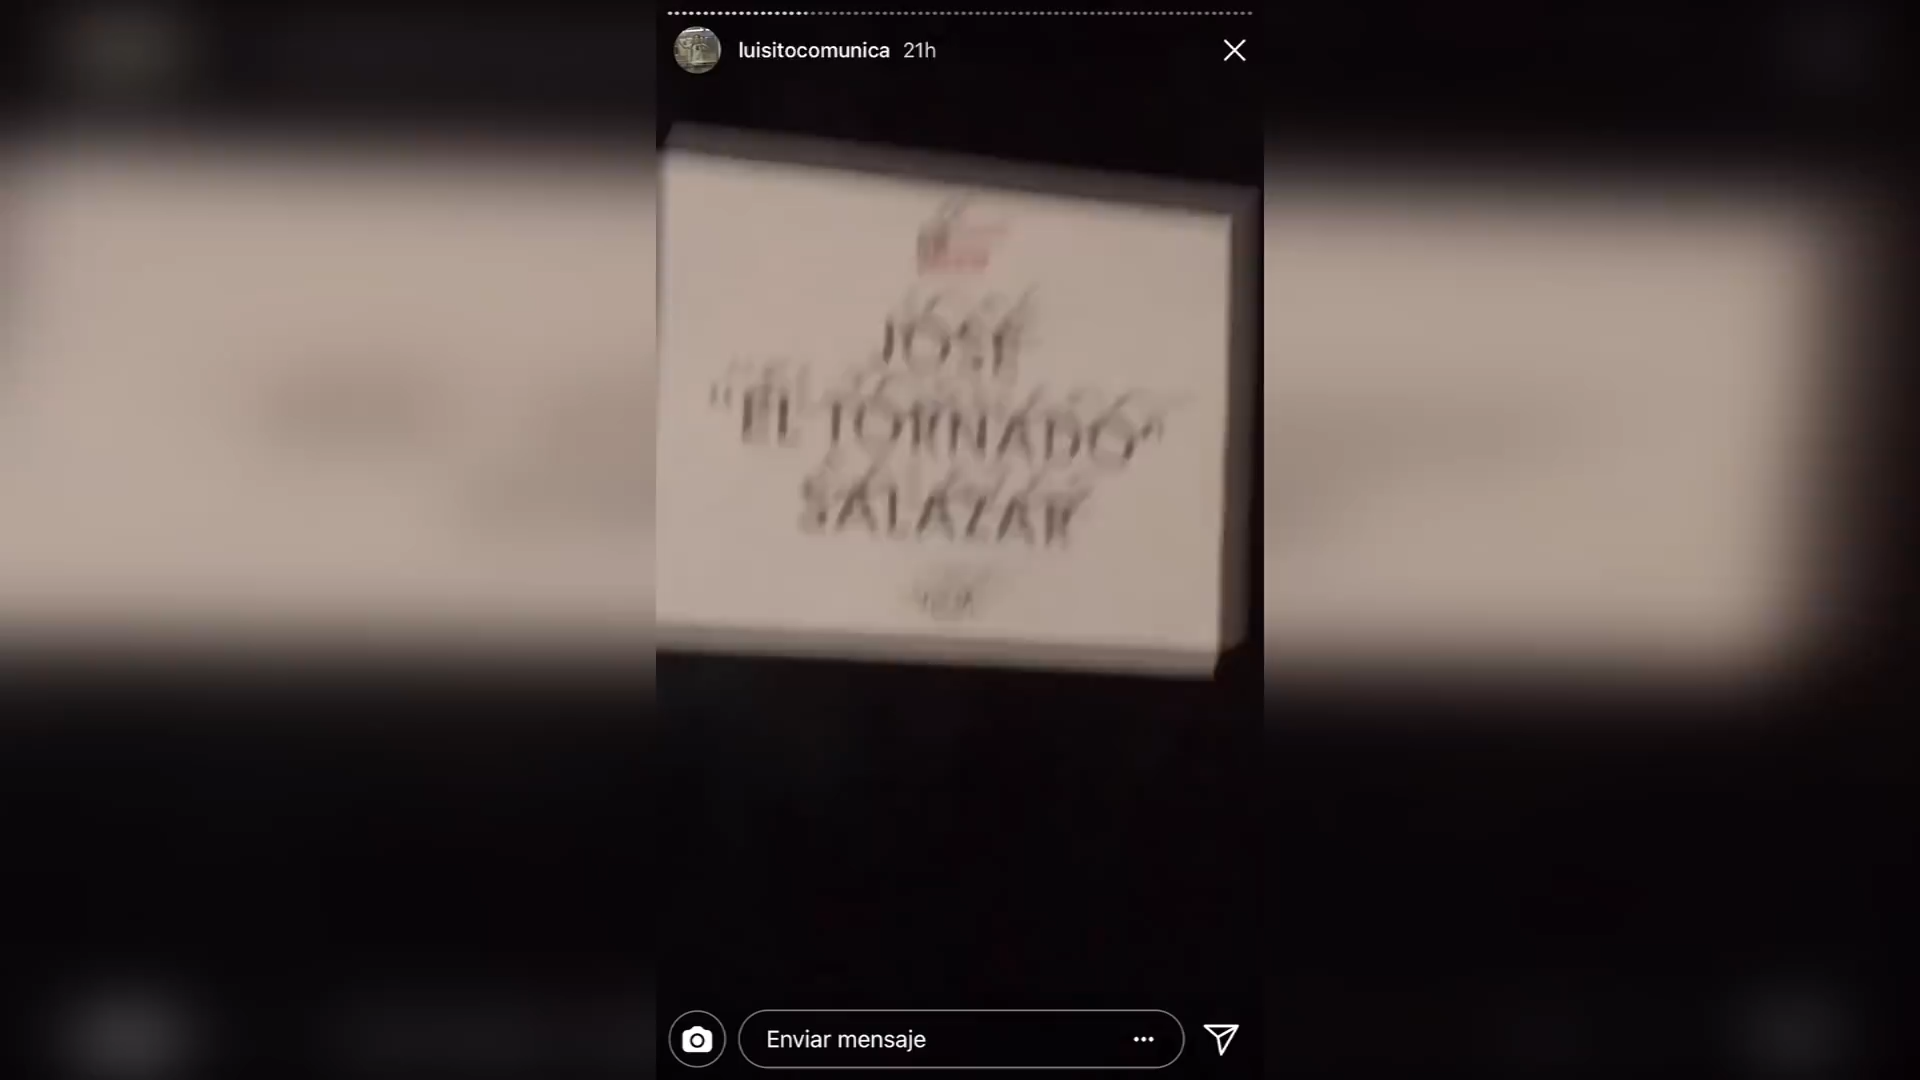 luisitocomunica 21h
JOSÉ
"EL TORNADO"
SALAZAR
Enviar mensaje